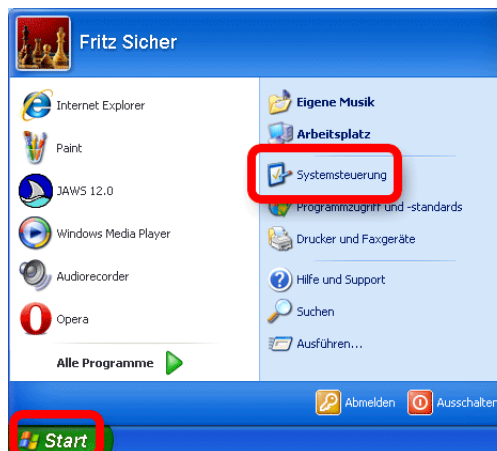 Fritz Sicher
Internet Explorer
Paint
JAWS 12.0
Windows Media Player
Audiorecorder
Opera
Alle Programme
Eigene Musik
Arbeitsplatz
Systemsteuerung
Programmzugriff und -standards
Drucker und Faxgeräte
Hilfe und Support
Suchen
Ausführen...
Abmelden
Ausschalten
Start